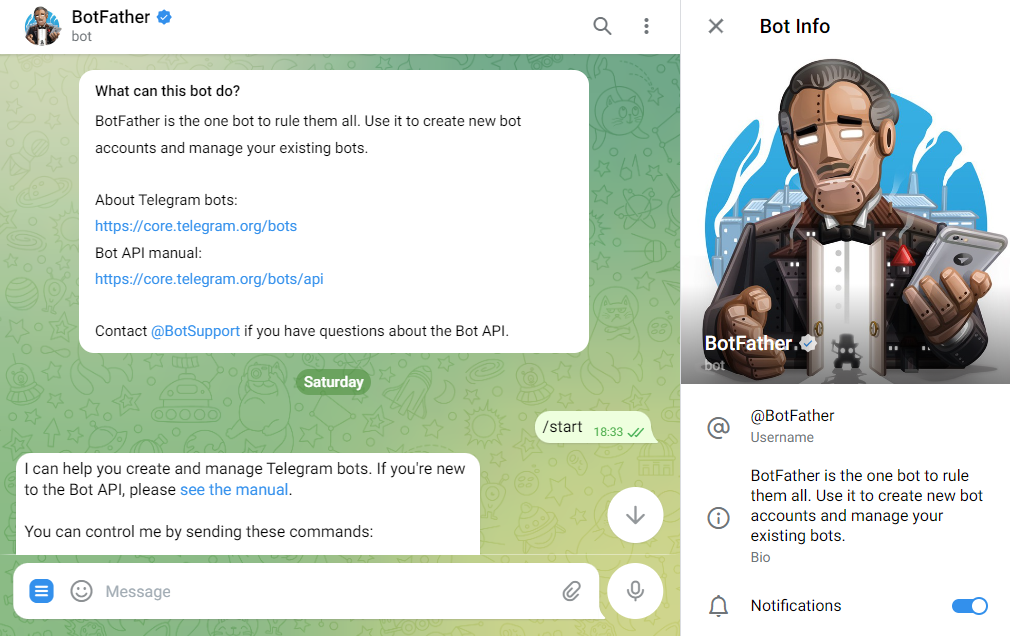 BotFather
bot
What can this bot do?
BotFather is the one bot to rule them all. Use it to create new bot
accounts and manage your existing bots.
About Telegram bots:
https://core.telegram.org/bots
Bot API manual:
https://core.telegram.org/bots/api
Contact @BotSupport if you have questions about the Bot API.
Saturday
/start 18:33
I can help you create and manage Telegram bots. If you're new
to the Bot API, please see the manual.
You can control me by sending these commands:
Message
Bot Info
BotFather
bot
@BotFather
Username
BotFather is the one bot to rule
them all. Use it to create new bot
accounts and manage your
existing bots.
Bio
Notifications